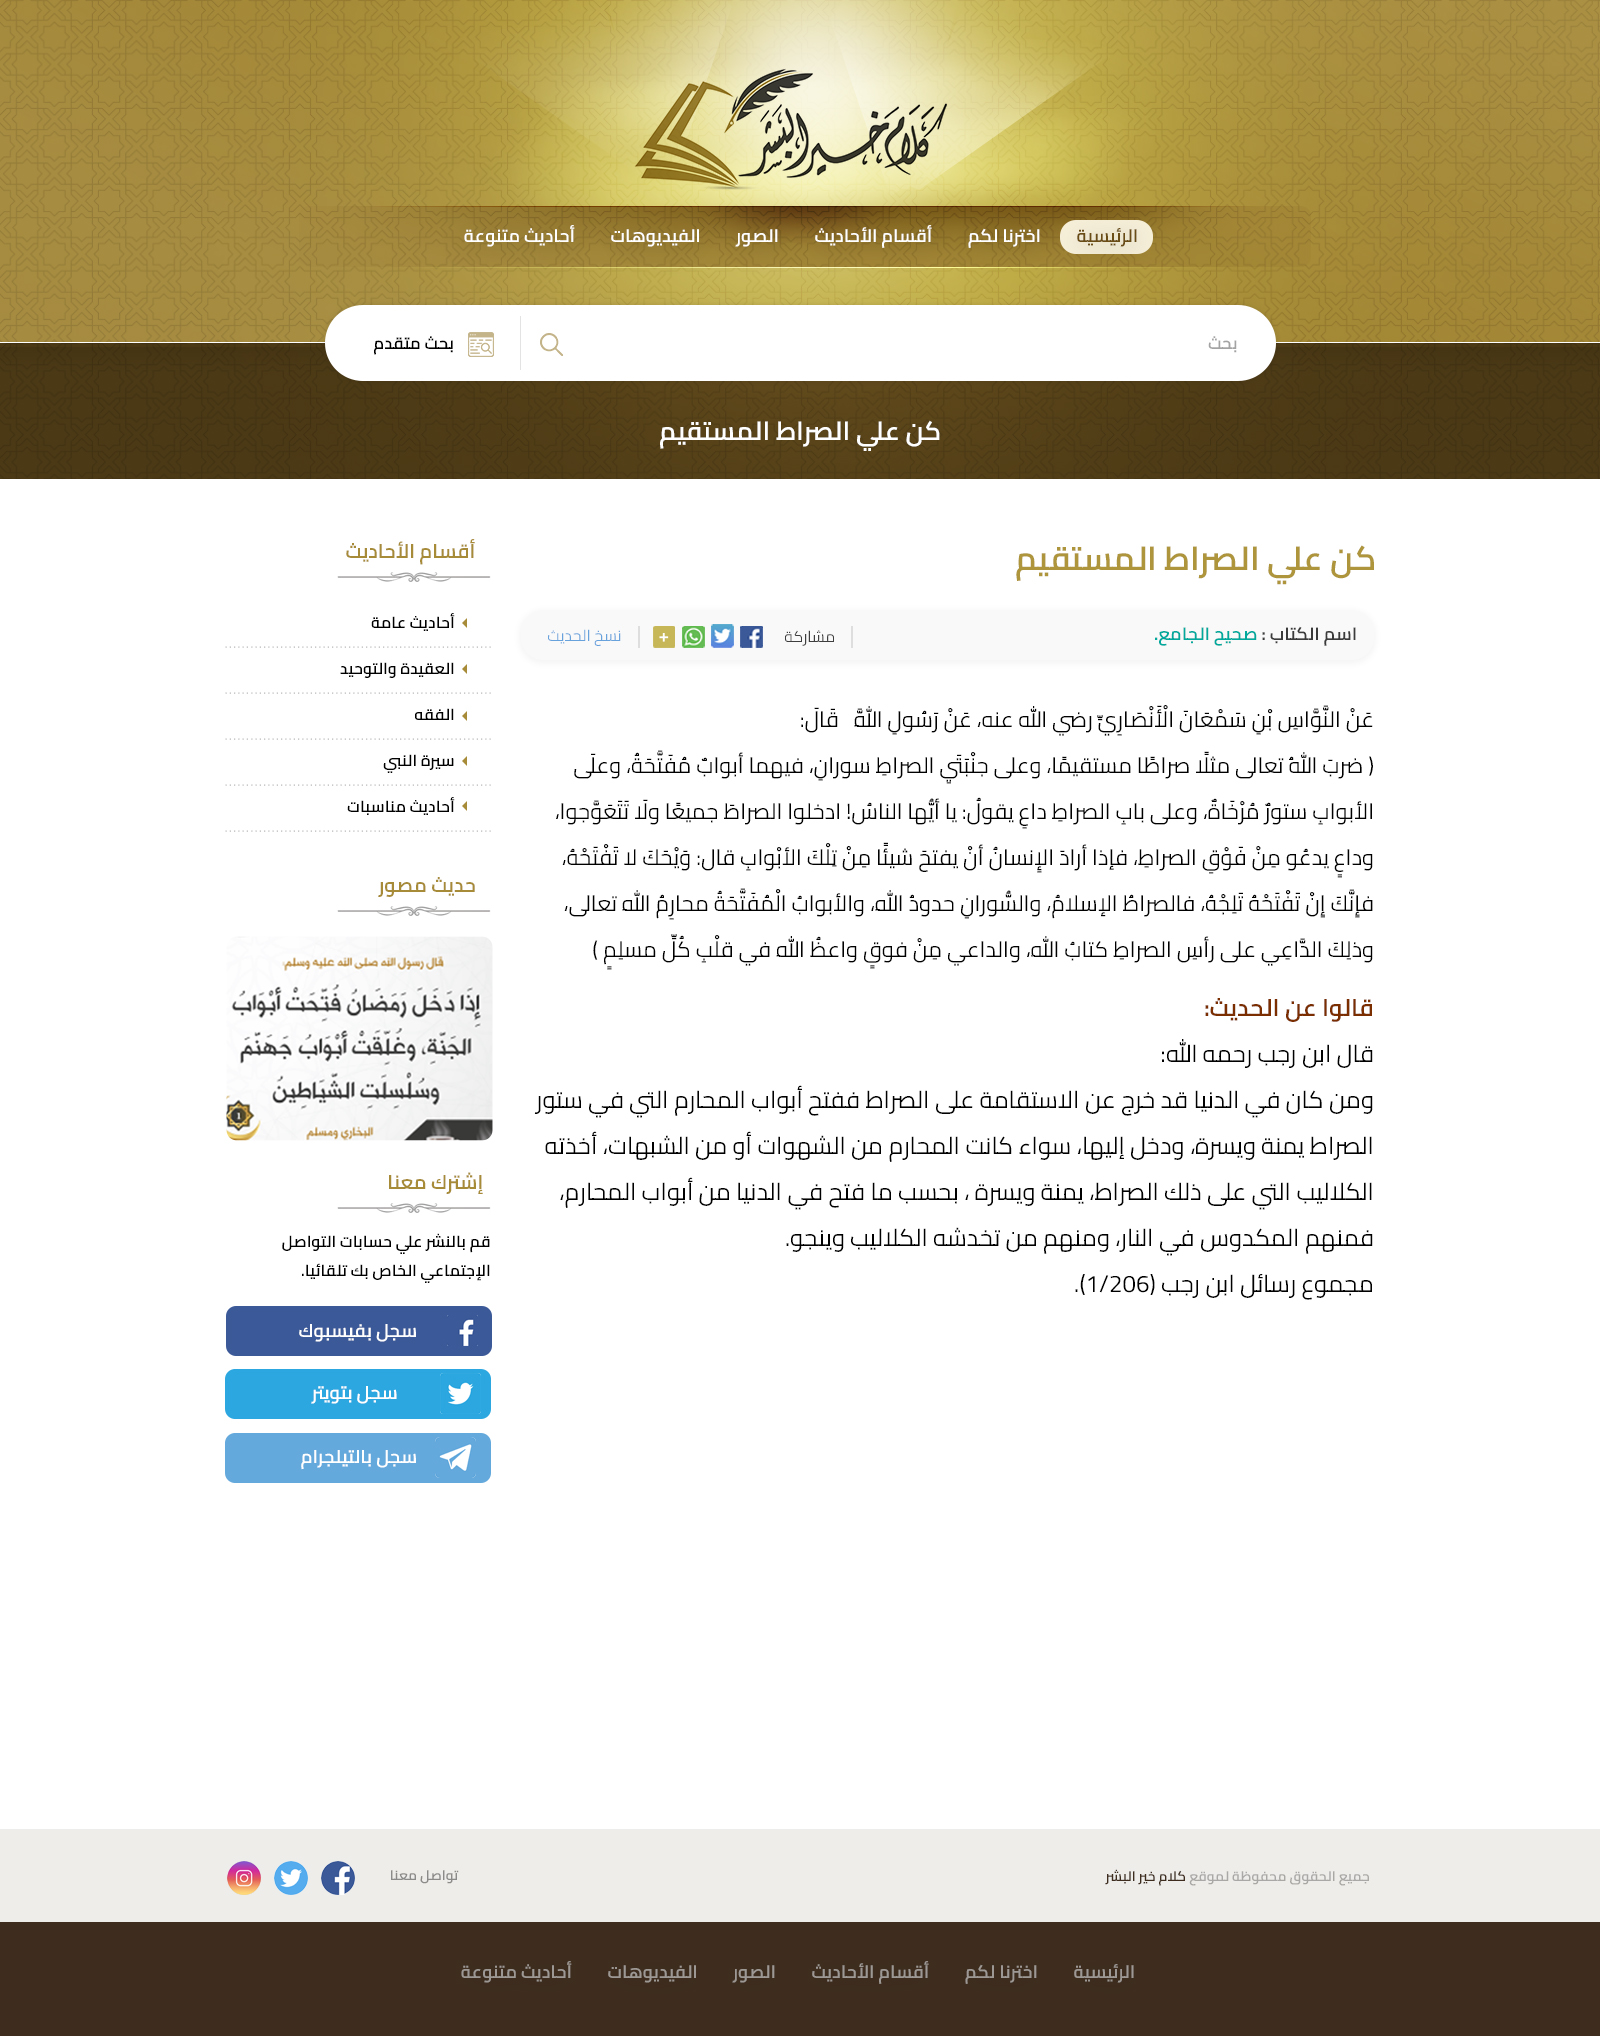 كلام خير البشر
الرئيسية
اخترنا لكم
أقسام الأحاديث
الصور
الفيديوهات
أحاديث متنوعة
بحث
بحث متقدم
كن علي الصراط المستقيم
كن علي الصراط المستقيم
اسم الكتاب : صحيح الجامع.
مشاركة
نسخ الحديث
عَنْ النَّوَّاسِ بْنِ سَمْعَانَ الْأَنْصَارِيِّ رضي الله عنه، عَنْ رَسُولِ اللهَّ قَالَ:
( ضربَ اللهُ تعالى مثلًا صراطًا مستقيمًا، وعلى جنْبَتَيِ الصراطِ سورانِ، فيهما أبوابٌ مُفَتَّحَةٌ، وعلَى
الأبوابِ ستورٌ مُرْخَاةٌ، وعلى بابِ الصراطِ داعِ يقولُ: يا أيُّها الناسُ! ادخلوا الصراطَ جميعًا ولَا تَتَعَوَّجوا،
وداعٍ يدعُو مِنْ فَوْقِ الصراطِ، فإذا أرادَ الإِنسانُ أنْ يفتحَ شيئًا مِنْ تِلْكَ الأبْوابِ قال: وَيْحَكَ لا تَفْتَحْهُ،
فإِنَّكَ إِنْ تَفْتَحْهُ تَلِجْهُ، فالصراطُ الإسلامُ، والسُّورانِ حدودُ الله، والأبوابُ الْمُفَتَّحَةُ محارِمُ الله تعالى،
وذلِكَ الدَّاعِي على رأسِ الصراطِ كتابُ الله، والداعي مِنْ فوقٍ واعظُ الله في قلْبِ كُلِّ مسلِمٍ )
قالوا عن الحديث:
قال ابن رجب رحمه الله:
ومن كان في الدنيا قد خرج عن الاستقامة على الصراط ففتح أبواب المحارم التي في ستور
الصراط يمنة ويسرة، ودخل إليها، سواء كانت المحارم من الشهوات أو من الشبهات، أخذته
الكلاليب التي على ذلك الصراط، يمنة ويسرة ، بحسب ما فتح في الدنيا من أبواب المحارم،
فمنهم المكدوس في النار، ومنهم من تخدشه الكلاليب وينجو.
مجموع رسائل ابن رجب (1/206).
أقسام الأحاديث
أحاديث عامة
العقيدة والتوحيد
الفقه
سيرة النبي
أحاديث مناسبات
حديث مصور
قال رسول الله صلى الله عليه وسلم:
إِذَا دَخَلَ رَمَضَانُ فُتِّحَتْ أَبْوَابُ
الجَنَّةِ، وغُلِّقَتْ أَبْوَابُ جَهَنَّمَ
وسُلْسِلَتِ الشَّيَاطِينُ
البخاري ومسلم
1
إشترك معنا
قم بالنشر علي حسابات التواصل
الإجتماعي الخاص بك تلقائيا.
سجل بفيسبوك
سجل بتويتر
سجل بالتيلجرام
جميع الحقوق محفوظة لموقع كلام خير البشر
تواصل معنا
الرئيسية
اخترنا لكم
أقسام الأحاديث
الصور
الفيديوهات
أحاديث متنوعة